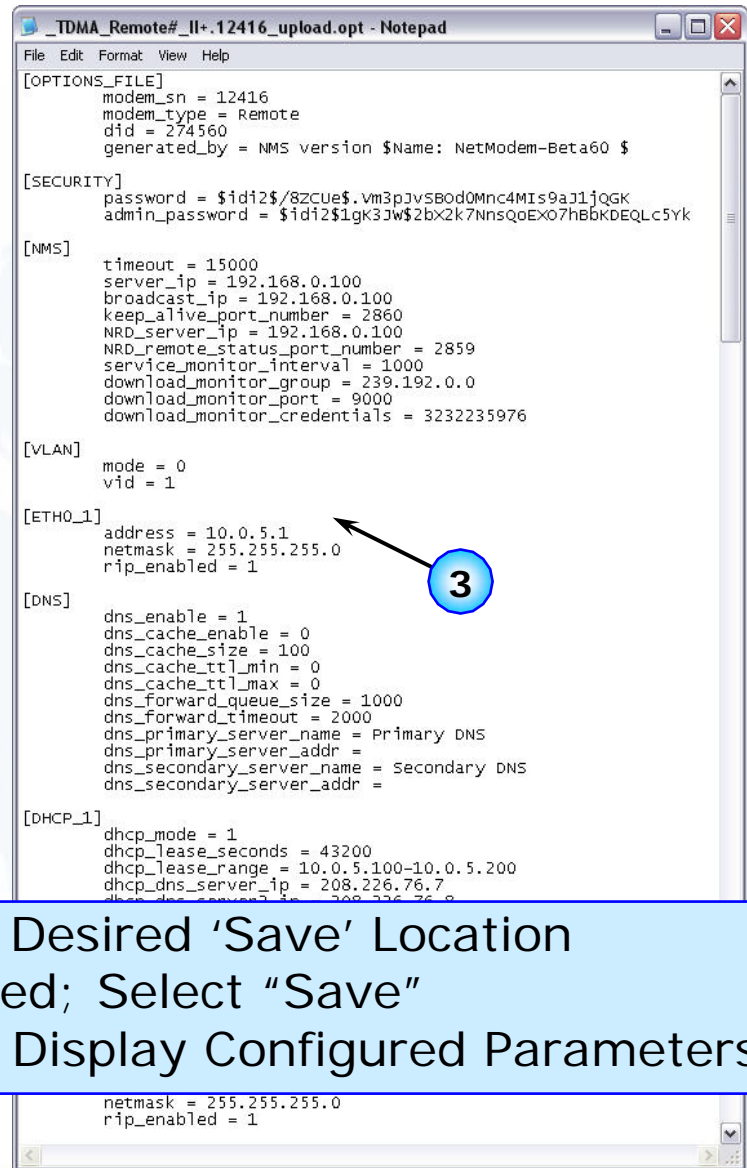 _TDMA_Remote#_II+.12416_upload.opt - Notepad
File Edit Format View Help
[OPTIONS_FILE]
modem_sn = 12416
modem_type = Remote
did = 274560
generated_by = NMS version $Name: NetModem-Beta60 $
[SECURITY]
password = $idi2$/8ZCUe$.Vm3pJvSBOd0Mnc4MIs9aJ1jQGK
admin_password = $idi2$1gK3JW$2bX2k7NnsQoEXO7hBbKDEQLc5Yk
[NMS]
timeout = 15000
server_ip = 192.168.0.100
broadcast_ip = 192.168.0.100
keep_alive_port_number = 2860
NRD_server_ip = 192.168.0.100
NRD_remote_status_port_number = 2859
service_monitor_interval = 1000
download_monitor_group = 239.192.0.0
download_monitor_port = 9000
download_monitor_credentials = 3232235976
[VLAN]
mode = 0
vid = 1
[ETH0_1]
address = 10.0.5.1
netmask = 255.255.255.0
rip_enabled = 1
3
[DNS]
dns_enable = 1
dns_cache_enable = 0
dns_cache_size = 100
dns_cache_ttl_min = 0
dns_cache_ttl_max = 0
dns_forward_queue_size = 1000
dns_forward_timeout = 2000
dns_primary_server_name = Primary DNS
dns_primary_server_addr =
dns_secondary_server_name = Secondary DNS
dns_secondary_server_addr =
[DHCP_1]
dhcp_mode = 1
dhcp_lease_seconds = 43200
dhcp_lease_range = 10.0.5.100-10.0.5.200
dhcp_dns_server_ip = 208.226.76.7
Desired ‘Save’ Location
ed; Select “Save”
Display Configured Parameters
netmask = 255.255.255.0
rip_enabled = 1